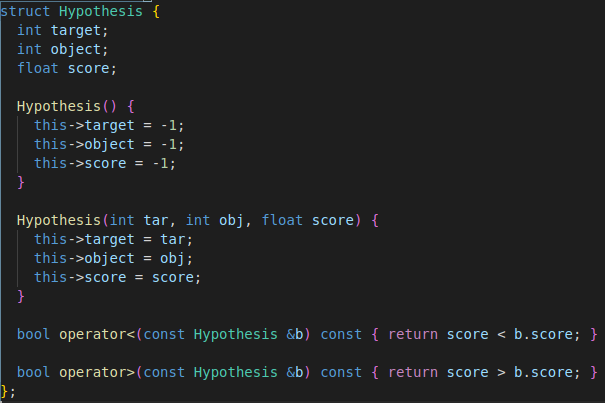 struct Hypothesis {
  int target;
  int object;
  float score;

  Hypothesis() {
    this->target = -1;
    this->object = -1;
    this->score = -1;
  }

  Hypothesis(int tar, int obj, float score) {
    this->target = tar;
    this->object = obj;
    this->score = score;
  }

  bool operator<(const Hypothesis &b) const { return score < b.score; }

  bool operator>(const Hypothesis &b) const { return score > b.score; }
};